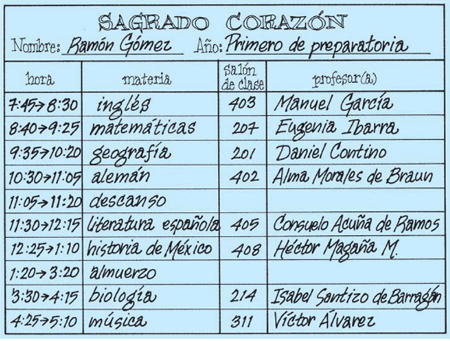 SAGRADO CORAZÓN
Nombre: Ramón Gómez Año: Primero de preparatoria
hora materia salón de clase profesor(a)
7:45→8:30 inglés 403 Manuel García
8:40→9:25 matemáticas 207 Eugenia Ibarra
9:35→10:20 geografía 201 Daniel Contino
10:30→11:05 alemán 402 Alma Morales de Braun
11:05→11:20 descanso
11:30→12:15 literatura española 405 Consuelo Acuña de Ramos
12:25→1:10 historia de México 408 Héctor Magaña M.
1:20→3:20 almuerzo
3:30→4:15 biología 214 Isabel Santizo de Barragán
4:25→5:10 música 311 Víctor Álvarez